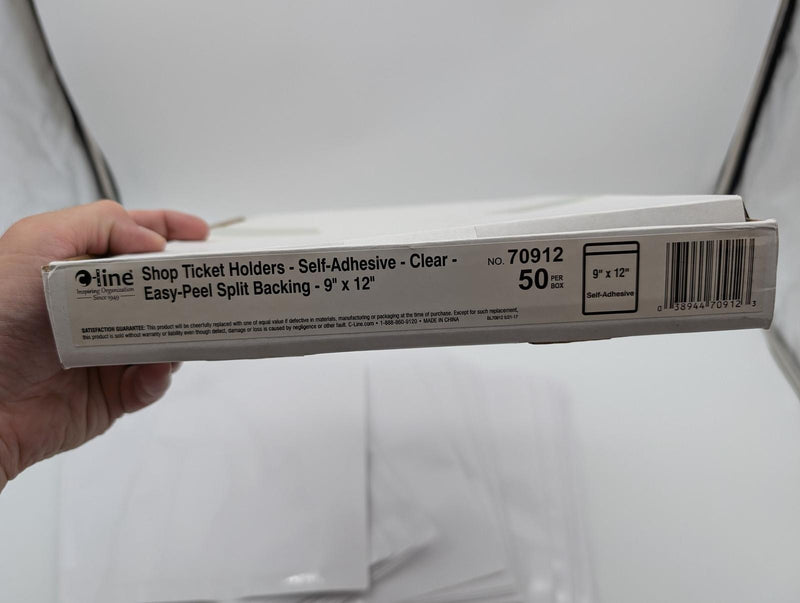 C-line
Inspiring Organization
Since 1949
Shop Ticket Holders - Self-Adhesive - Clear -
Easy-Peel Split Backing - 9" x 12"
NO. 70912
50 PER BOX
9" x 12"
Self-Adhesive
0 38944 70912 3
SATISFACTION GUARANTEE: This product will be cheerfully replaced with one of equal value if defective in materials, manufacturing or packaging at the time of purchase. Except for such replacement,
this product is sold without warranty or liability even though defect, damage or loss is caused by negligence or other fault. C-Line.com • 1-888-860-9120 • MADE IN CHINA